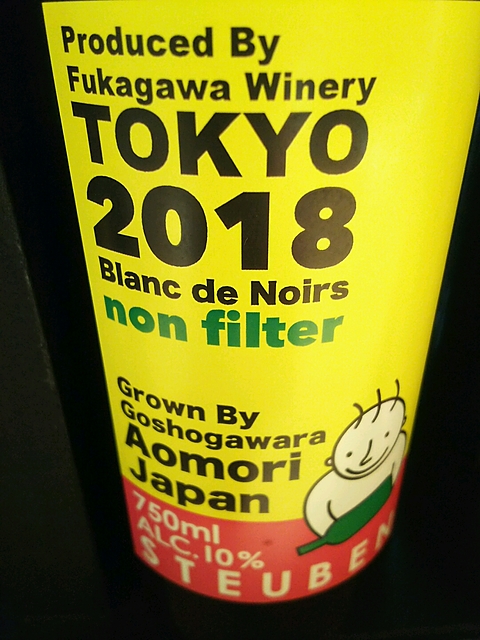 Produced By
Fukagawa Winery
TOKYO
2018
Blanc de Noirs
non filter
Grown By
Goshogawara
Aomori
Japan
750ml
ALC.10%
STEUBEN